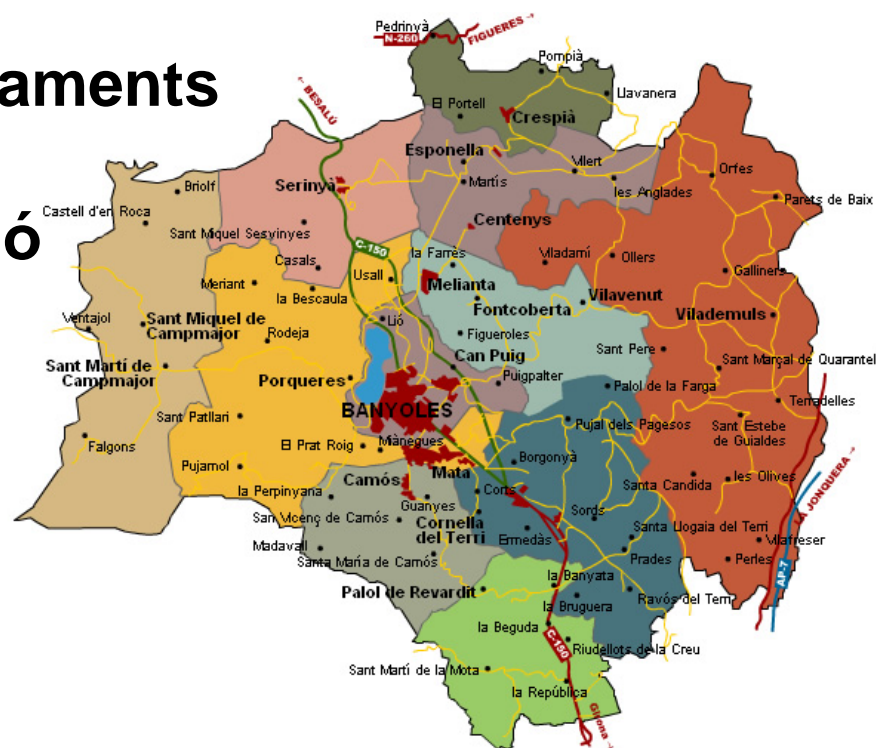 aments
ó
Pedrinyà
N-260
FIGUERES →
Pompià
← BESALÚ
Llavanera
El Portell
Crespià
Esponella
Vilert
Orfes
Briolf
Serinyà
Martís
les Anglades
Parets de Baix
Castell d'en Roca
Sant Miquel Sesvinyes
Centenys
C-150
la Farrès
Viladamí
Ollers
Casals
Usall
Galliners
Meriant
Melianta
la Bescaula
Fontcoberta
Vilavenut
Ventajol
Sant Miquel de
Campmajor
Lió
Vilademuls
Rodeja
Figueroles
Sant Pere
Can Puig
Sant Marçal de Quarantel
Sant Martí de
Campmajor
Porqueres
Puigpalter
Palol de la Farga
Terradelles
BANYOLES
Sant Patllari
Pujal dels Pagesos
Sant Estebe
de Guialdes
Falgons
El Prat Roig
Mànegues
Borgonyà
LA JONQUERA →
Pujarnol
Camós
Mata
Santa Candida
les Olives
la Perpinyana
Guanyes
Corts
San Vicenç de Camós
Cornella
del Terri
Sords
Santa Llogaia del Terri
Ermedàs
Vilafreser
Madavall
Santa Maria de Camós
Prades
Perles
AP-7
la Banyata
Palol de Revardit
la Bruguera
Ravós del Terri
la Beguda
C-150
Riudellots de la Creu
Sant Martí de la Mota
la República
Girona →